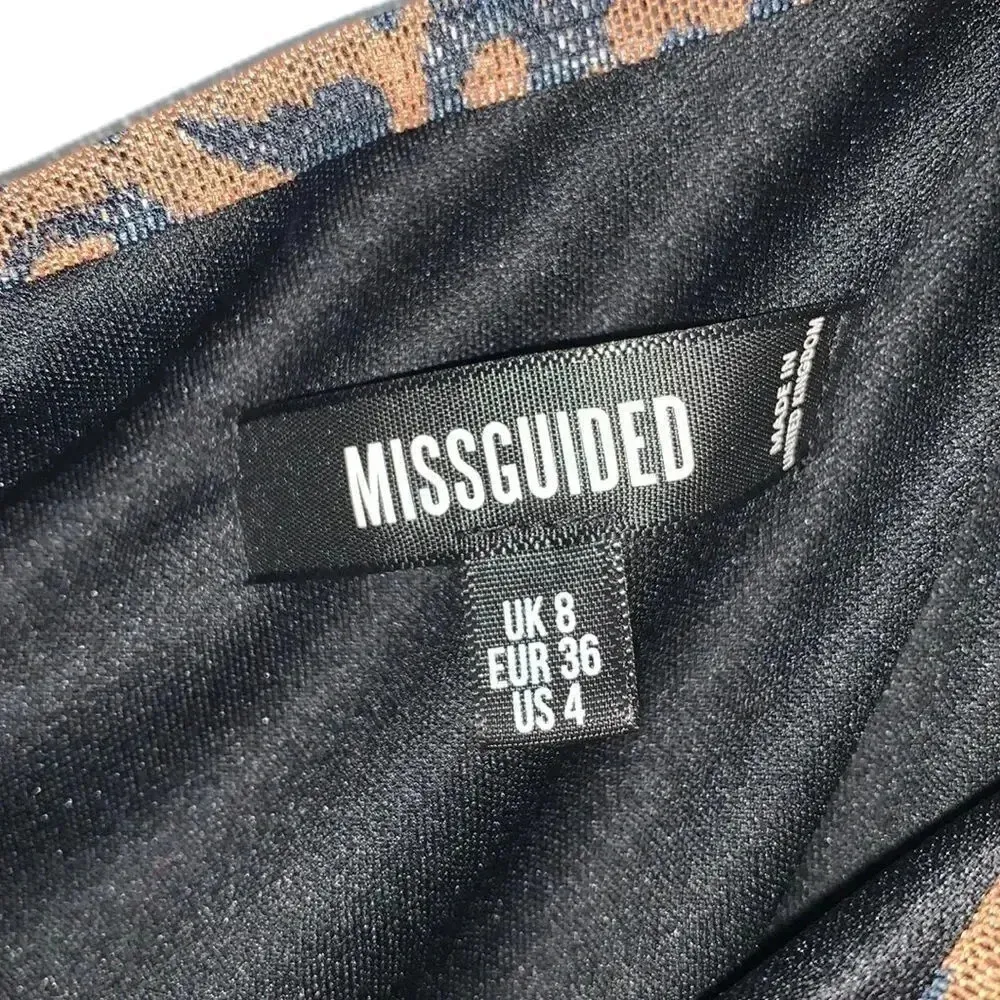 MISSGUIDED
MADE IN
UNITED KINGDOM
UK 8
EUR 36
US 4